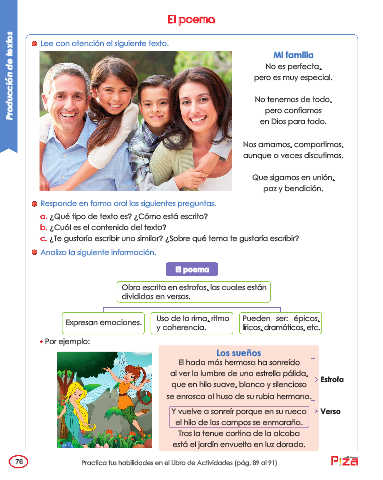 El poema
Producción de textos
Lee con atención el siguiente texto.
Mi familia
No es perfecta,
pero es muy especial.
No tenemos de todo,
pero confiamos
en Dios para todo.
Nos amamos, compartimos,
aunque a veces discutimos.
Que sigamos en unión,
paz y bendición.
Responde en forma oral las siguientes preguntas.
a. ¿Qué tipo de texto es? ¿Cómo está escrito?
b. ¿Cuál es el contenido del texto?
c. ¿Te gustaría escribir uno similar? ¿Sobre qué tema te gustaría escribir?
Analiza la siguiente información.
El poema
Obra escrita en estrofas, las cuales están
divididas en versos.
Expresan emociones.
Uso de la rima, ritmo
y coherencia.
Pueden ser: épicos,
líricos, dramáticos, etc.
Por ejemplo:
Los sueños
El hada más hermosa ha sonreído
al ver la lumbre de una estrella pálida,
que en hilo suave, blanco y silencioso
se enrosca al huso de su rubia hermana.
Estrofa
Y vuelve a sonreír porque en su rueca
el hilo de los campos se enmaraña.
Verso
Tras la tenue cortina de la alcoba
está el jardín envuelto en luz dorada.
76
Practica tus habilidades en el Libro de Actividades (pág. 89 al 91)